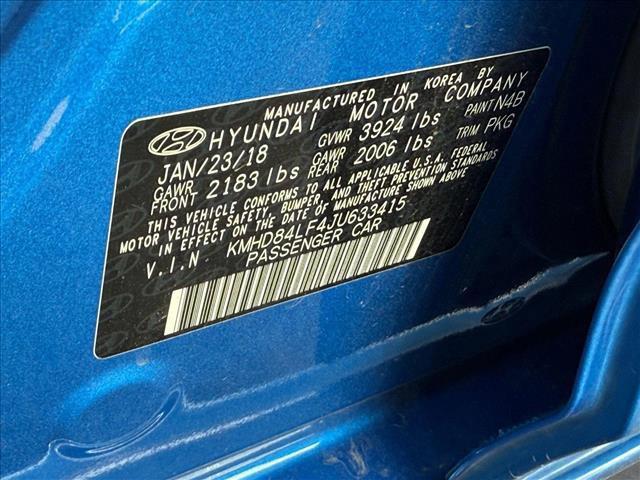 MANUFACTURED IN KOREA BY
HYUNDAI MOTOR COMPANY
JAN/23/18 GVWR 3924 lbs PAINT N4B
GAWR FRONT 2183 lbs GAWR REAR 2006 lbs TRIM PKG
THIS VEHICLE CONFORMS TO ALL APPLICABLE U.S.A. FEDERAL
MOTOR VEHICLE SAFETY, BUMPER, AND THEFT PREVENTION STANDARDS
IN EFFECT ON THE DATE OF MANUFACTURE SHOWN ABOVE.
V.I.N KMHD84LF4JU633415
PASSENGER CAR